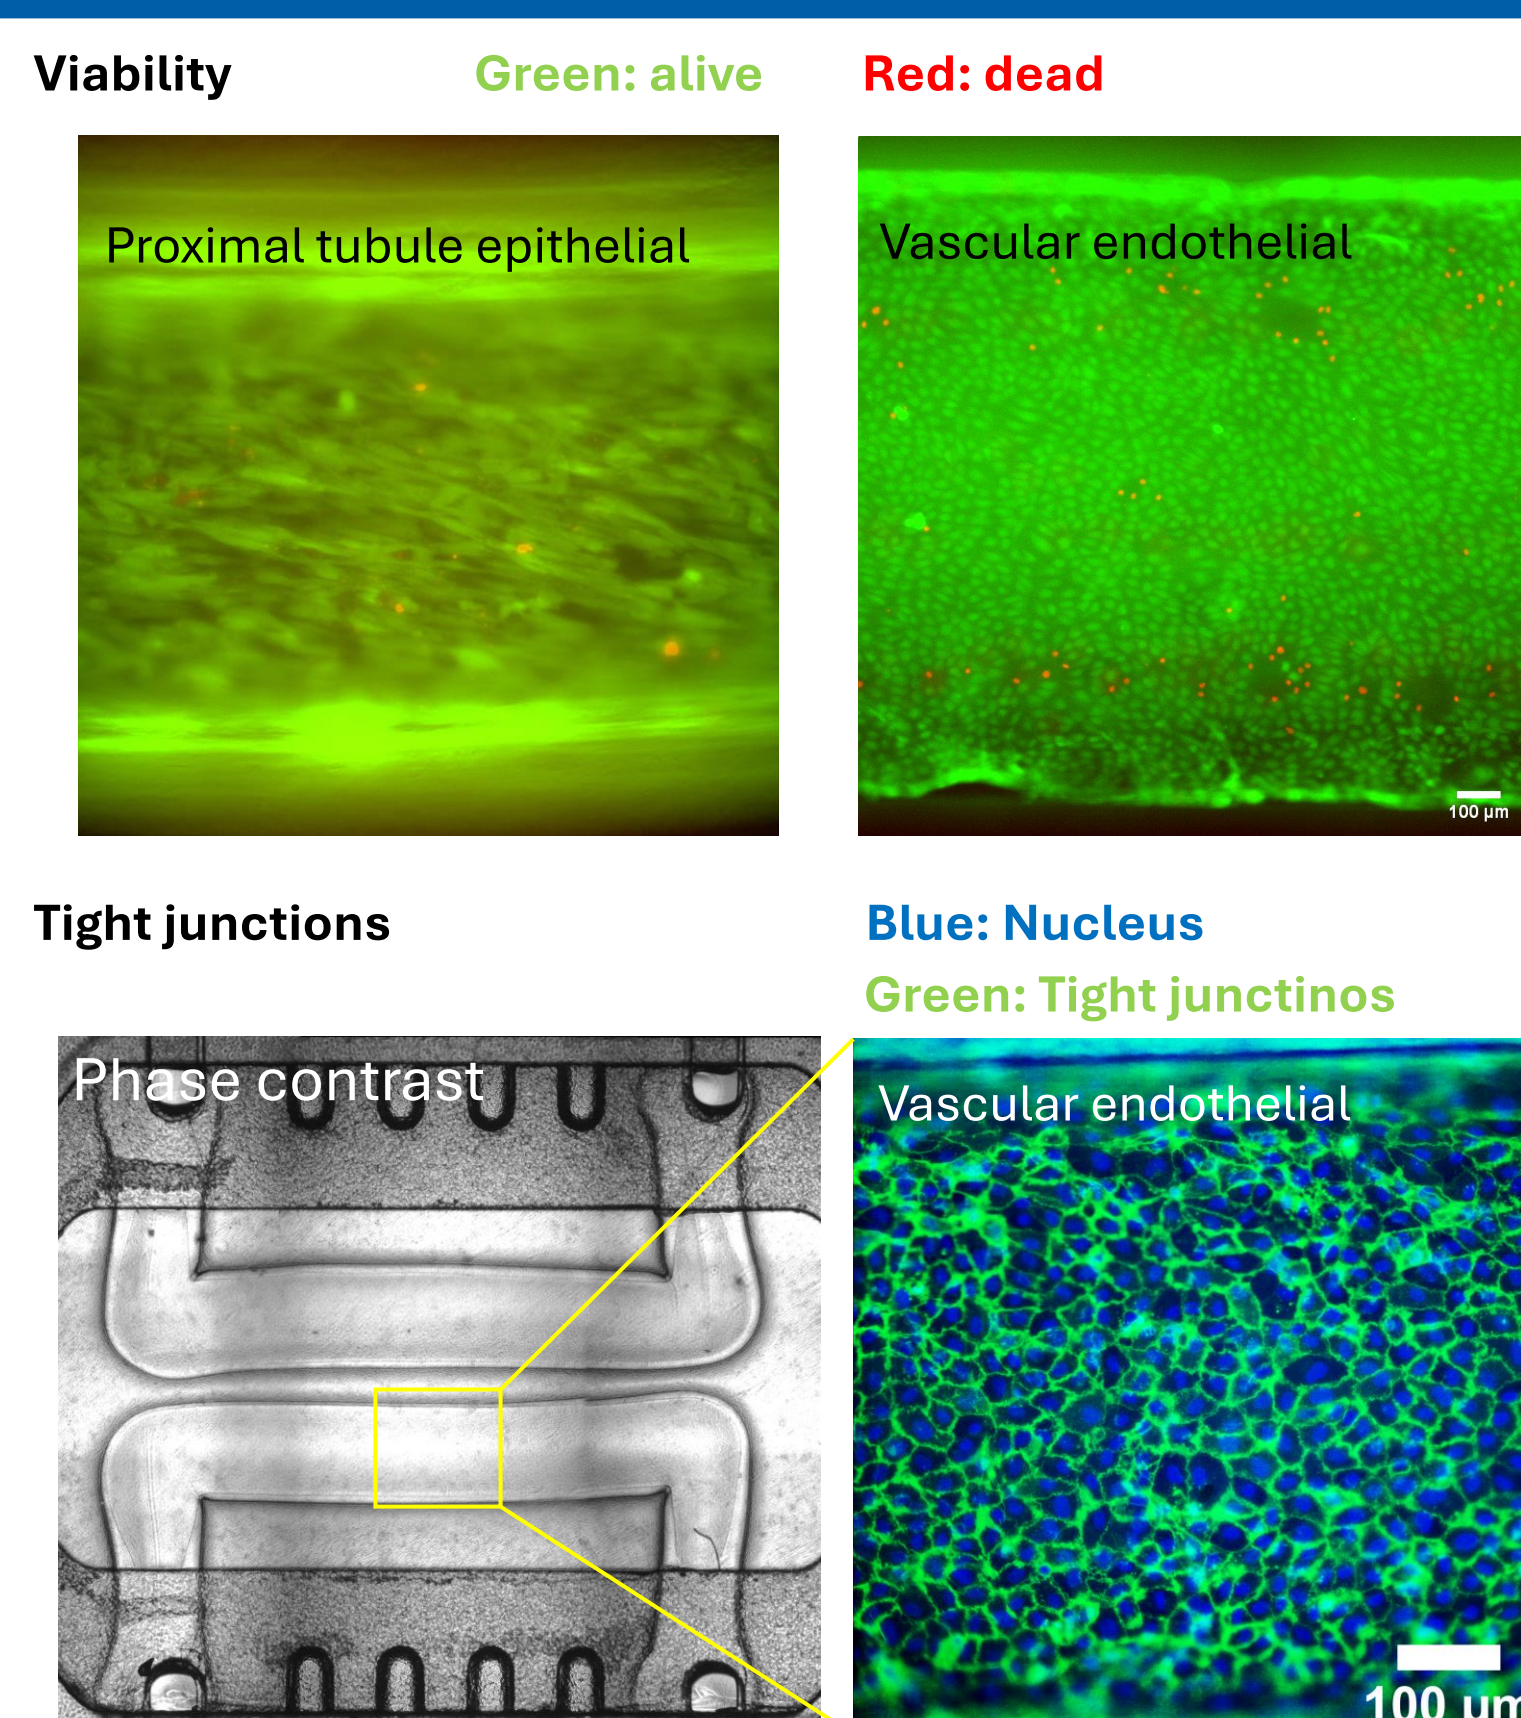 Viability
Green: alive
Red: dead
Proximal tubule epithelial
Vascular endothelial
100 µm
Tight junctions
Blue: Nucleus
Green: Tight junctinos
Phase contrast
Vascular endothelial
100 µm